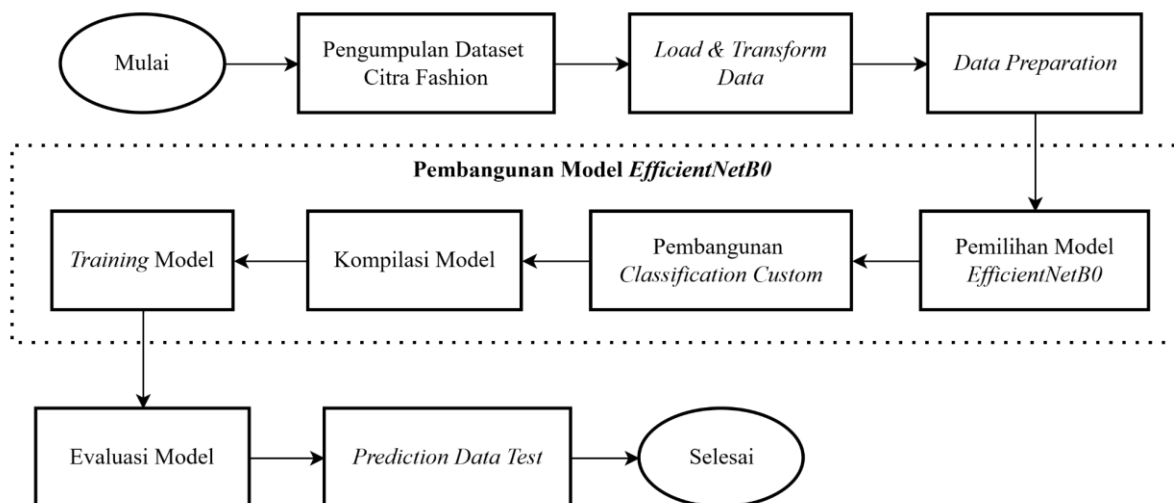 Mulai
Pengumpulan Dataset
Citra Fashion
Load & Transform
Data
Data Preparation
Pembangunan Model EfficientNetB0
Training Model
Kompilasi Model
Pembangunan
Classification Custom
Pemilihan Model
EfficientNetB0
Evaluasi Model
Prediction Data Test
Selesai